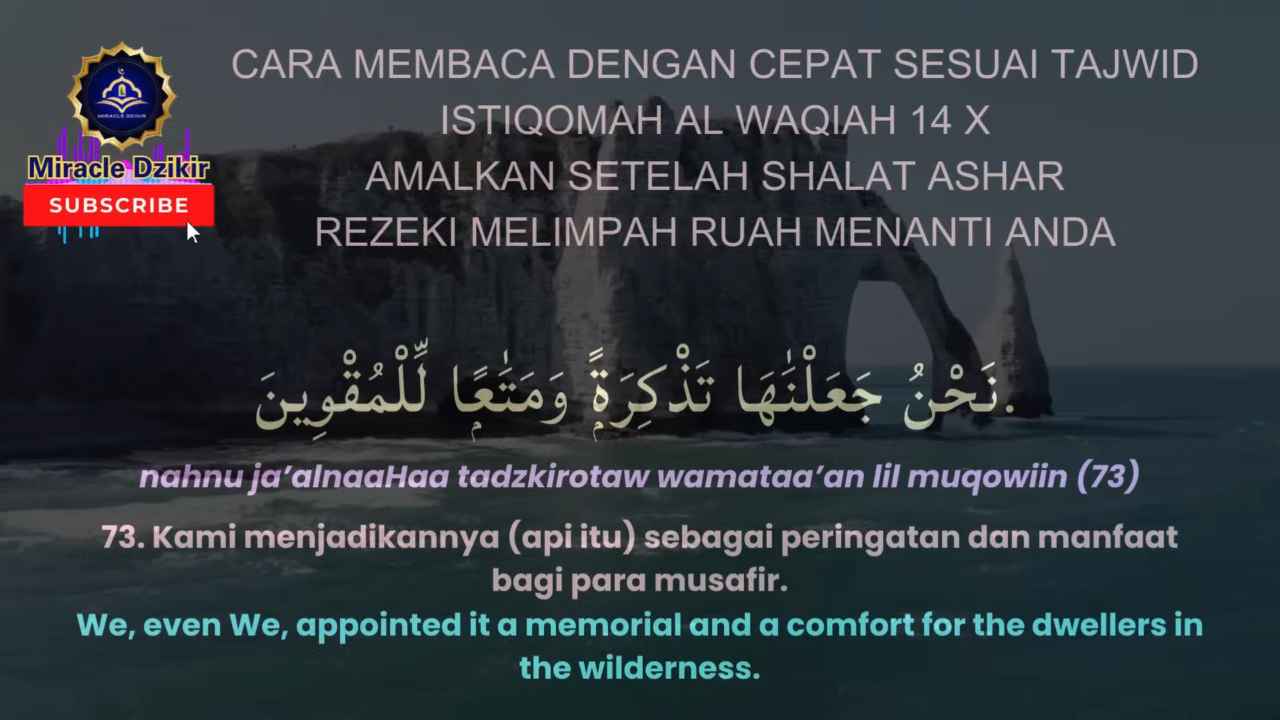 CARA MEMBACA DENGAN CEPAT SESUAI TAJWID
ISTIQOMAH AL WAQIAH 14 X
AMALKAN SETELAH SHALAT ASHAR
REZEKI MELIMPAH RUAH MENANTI ANDA
MIRACLE DZIKIR
Miracle Dzikir
SUBSCRIBE
نَحْنُ جَعَلْنَٰهَا تَذْكِرَةًۭ وَمَتَٰعًۭا لِّلْمُقْوِينَ.
nahnu ja’alnaaHaa tadzkirotaw wamataa’an lil muqowiin (73)
73. Kami menjadikannya (api itu) sebagai peringatan dan manfaat
bagi para musafir.
We, even We, appointed it a memorial and a comfort for the dwellers in
the wilderness.